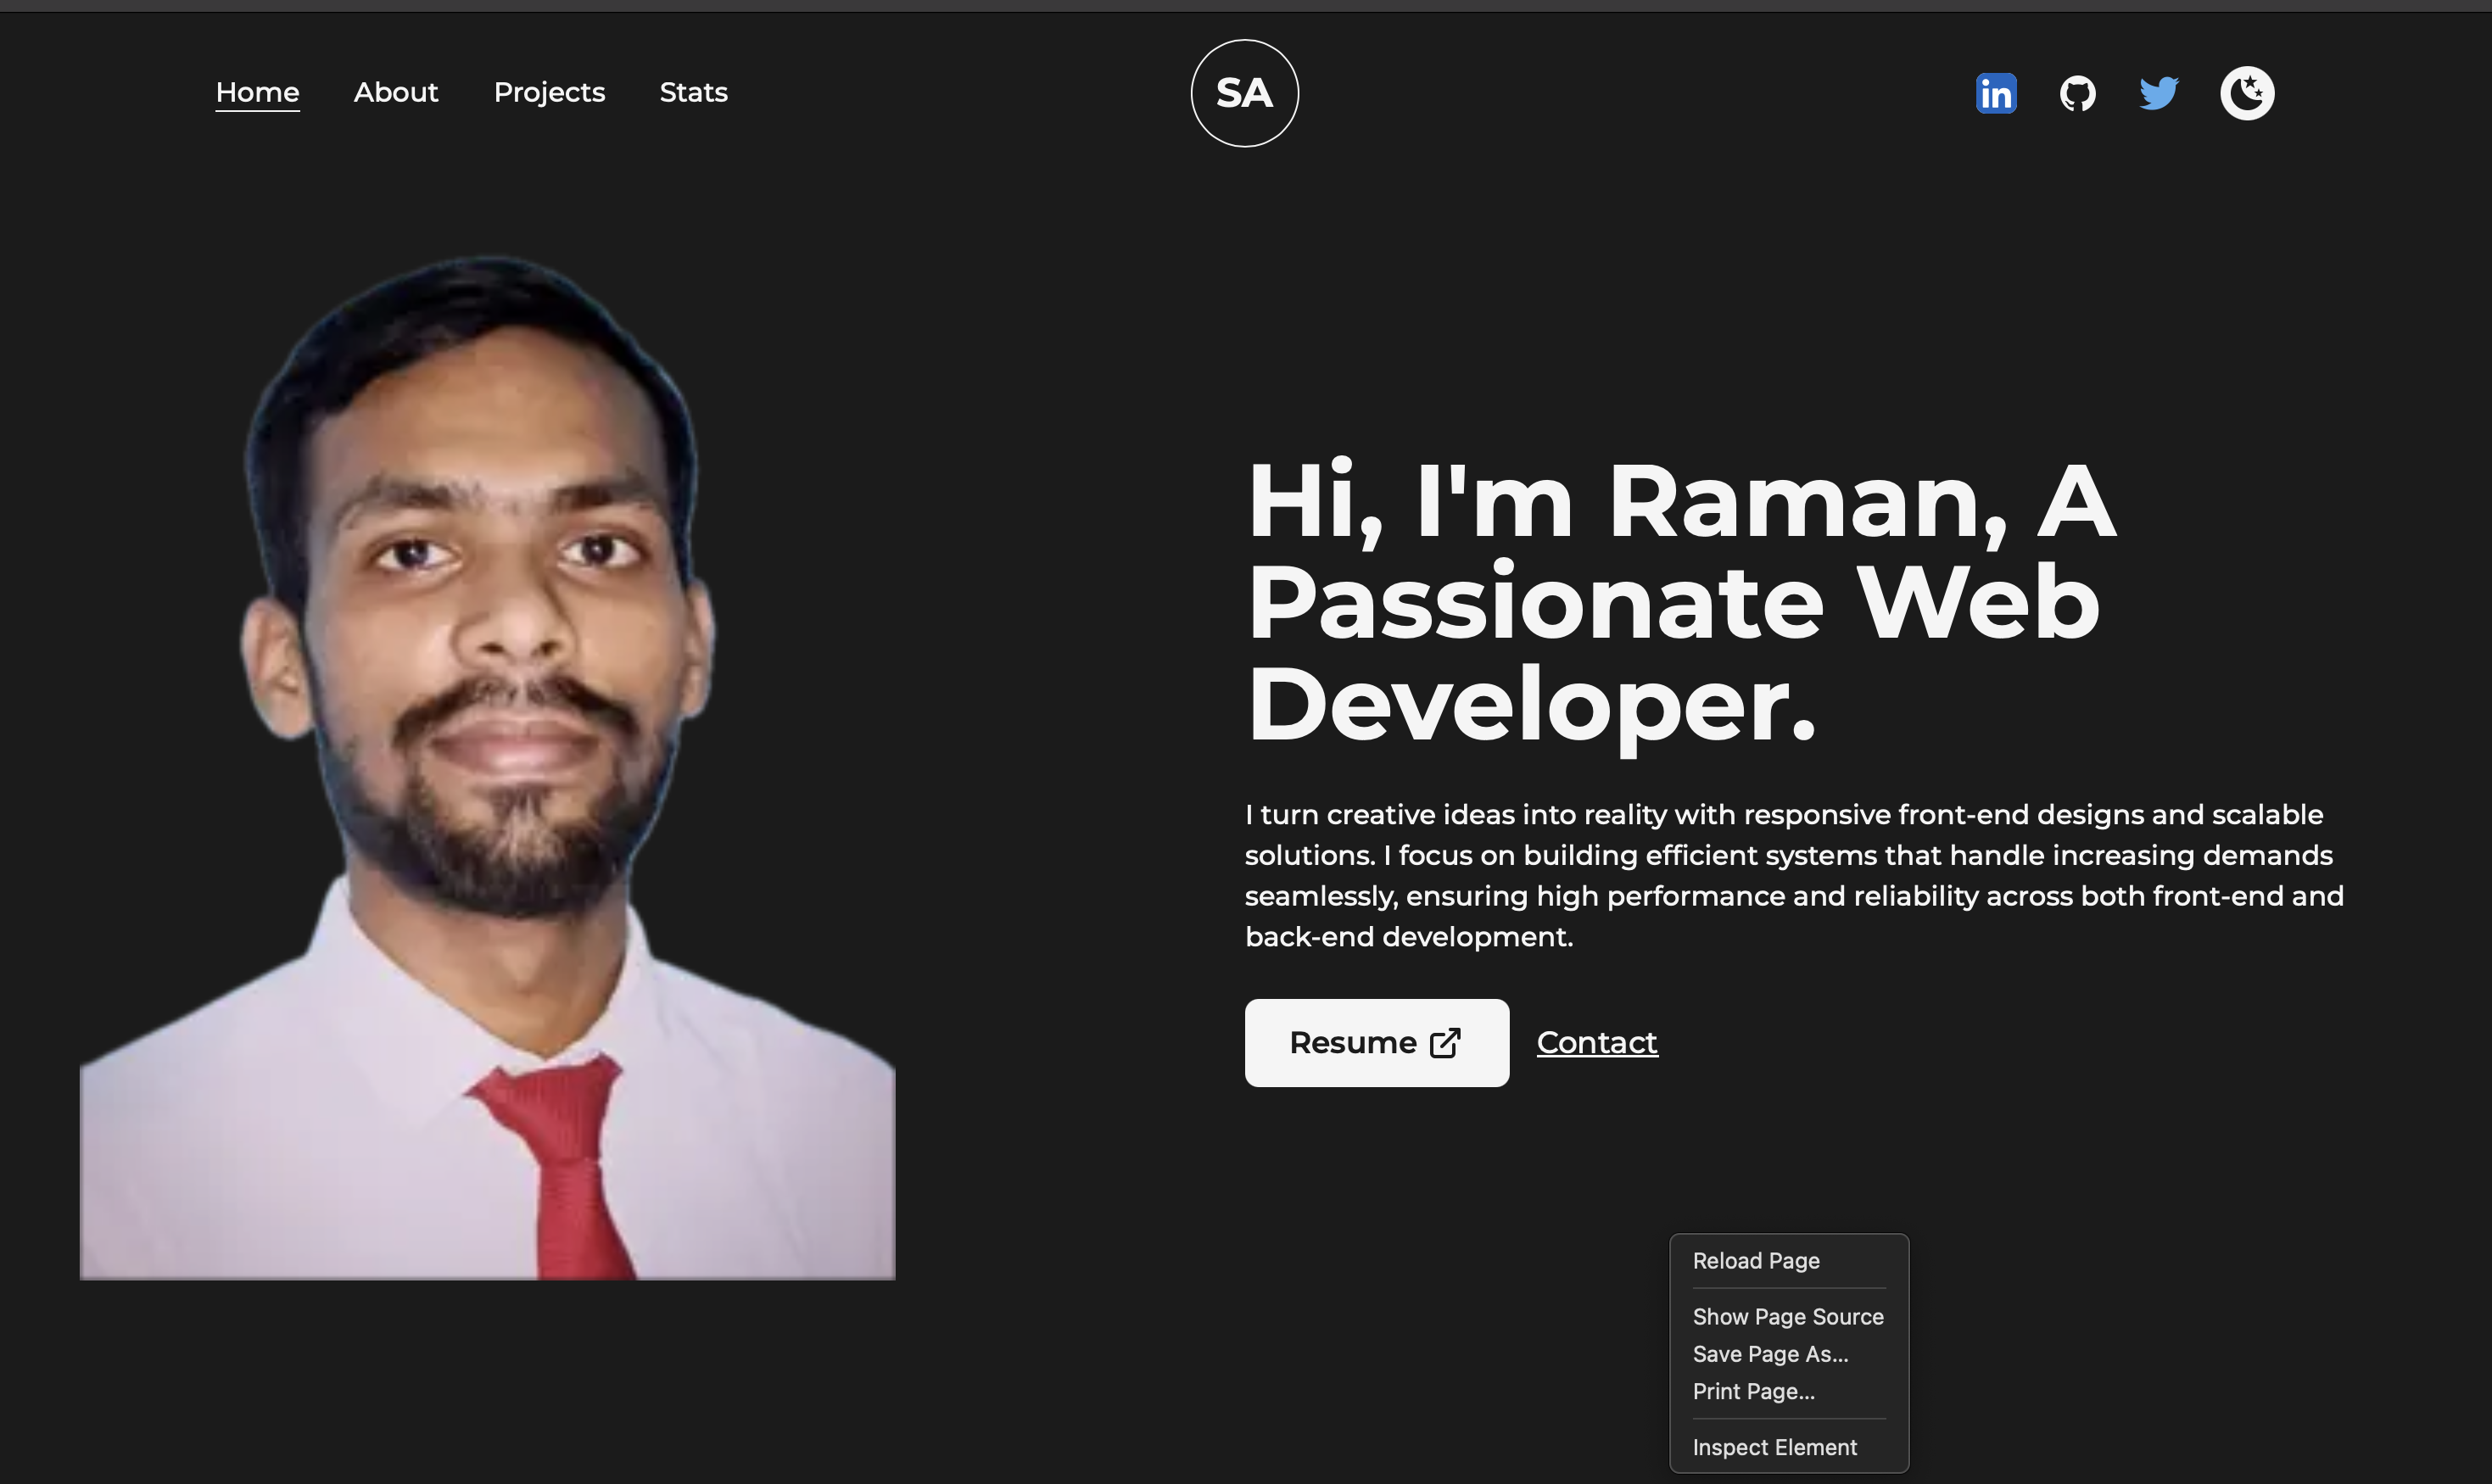 Home About Projects Stats
SA
in
Hi, I'm Raman, A
Passionate Web
Developer.
I turn creative ideas into reality with responsive front-end designs and scalable
solutions. I focus on building efficient systems that handle increasing demands
seamlessly, ensuring high performance and reliability across both front-end and
back-end development.
Resume Contact
Reload Page
Show Page Source
Save Page As...
Print Page...
Inspect Element